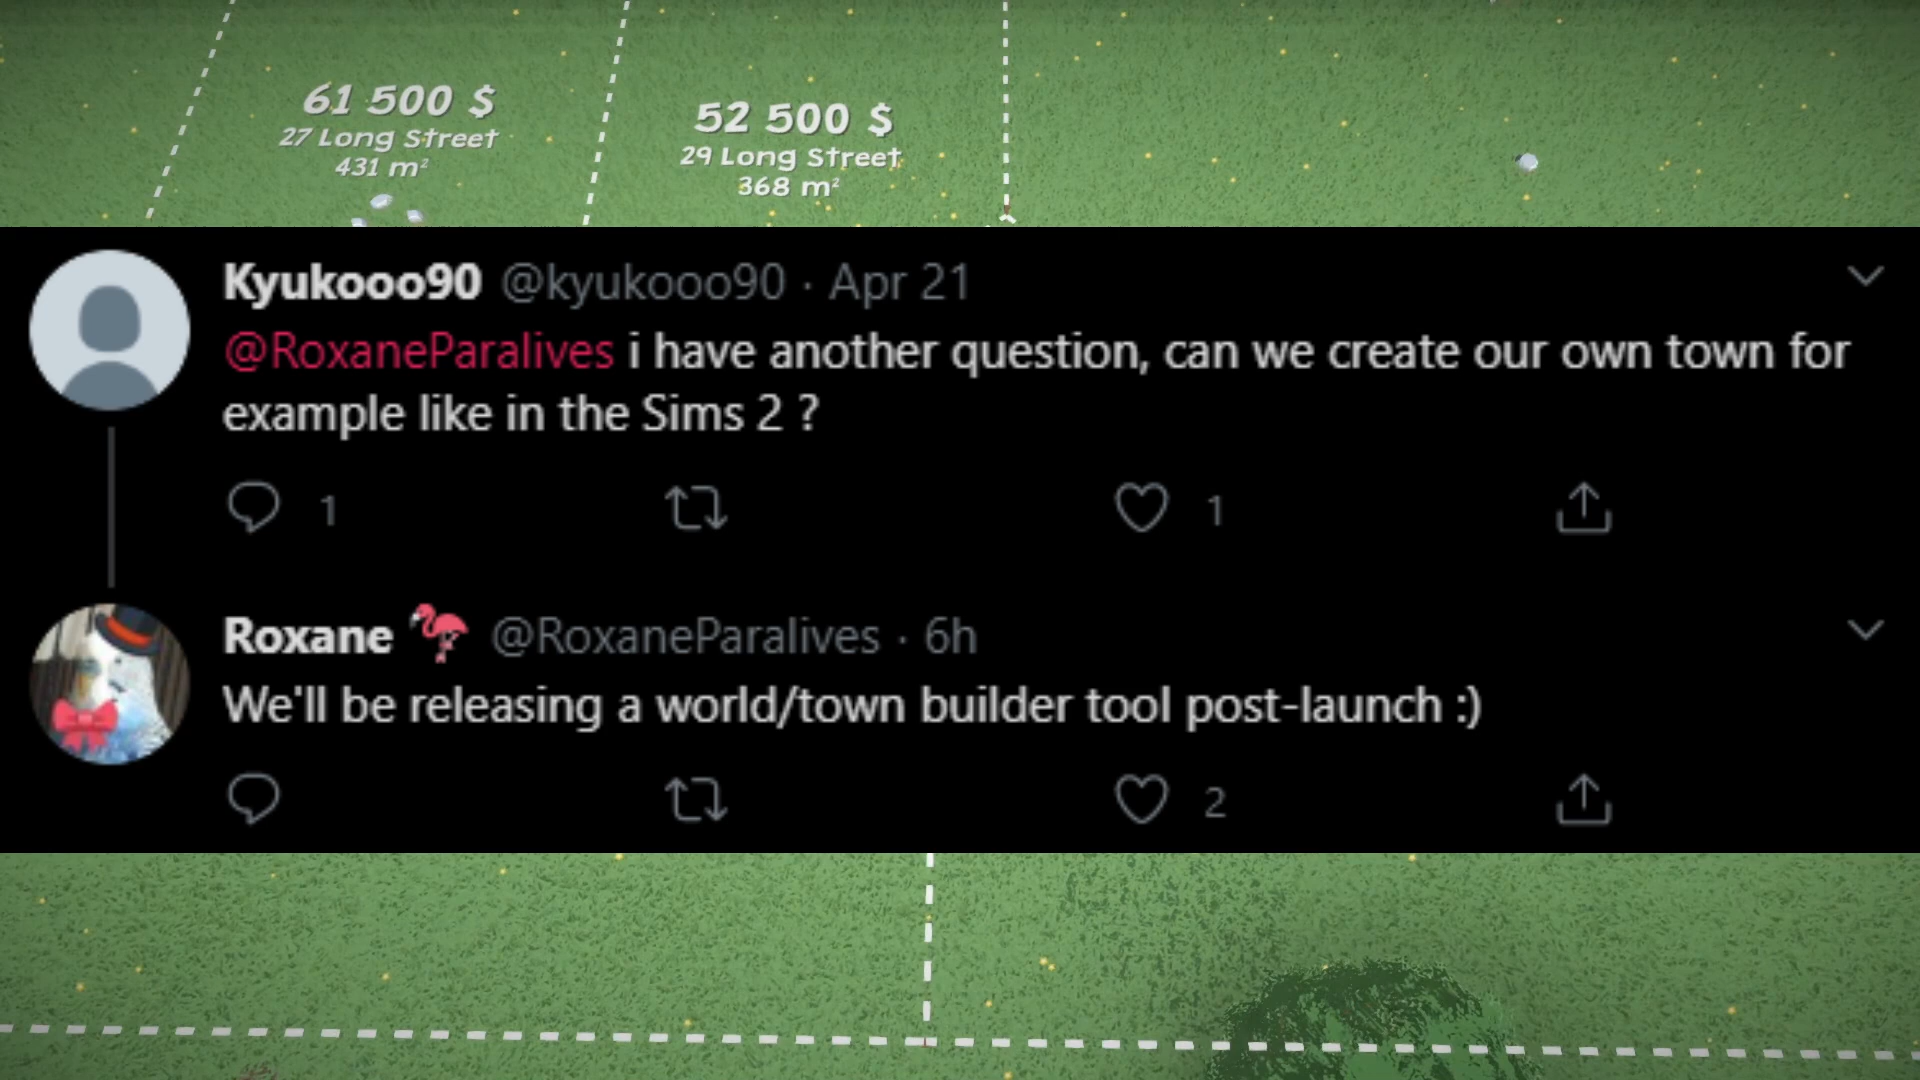 61 500 $
27 Long Street
431 m²
52 500 $
29 Long Street
368 m²
Kyukooo90 @kyukooo90 · Apr 21
@RoxaneParalives i have another question, can we create our own town for
example like in the Sims 2 ?
1 1
Roxane 🦩 @RoxaneParalives · 6h
We'll be releasing a world/town builder tool post-launch :)
2